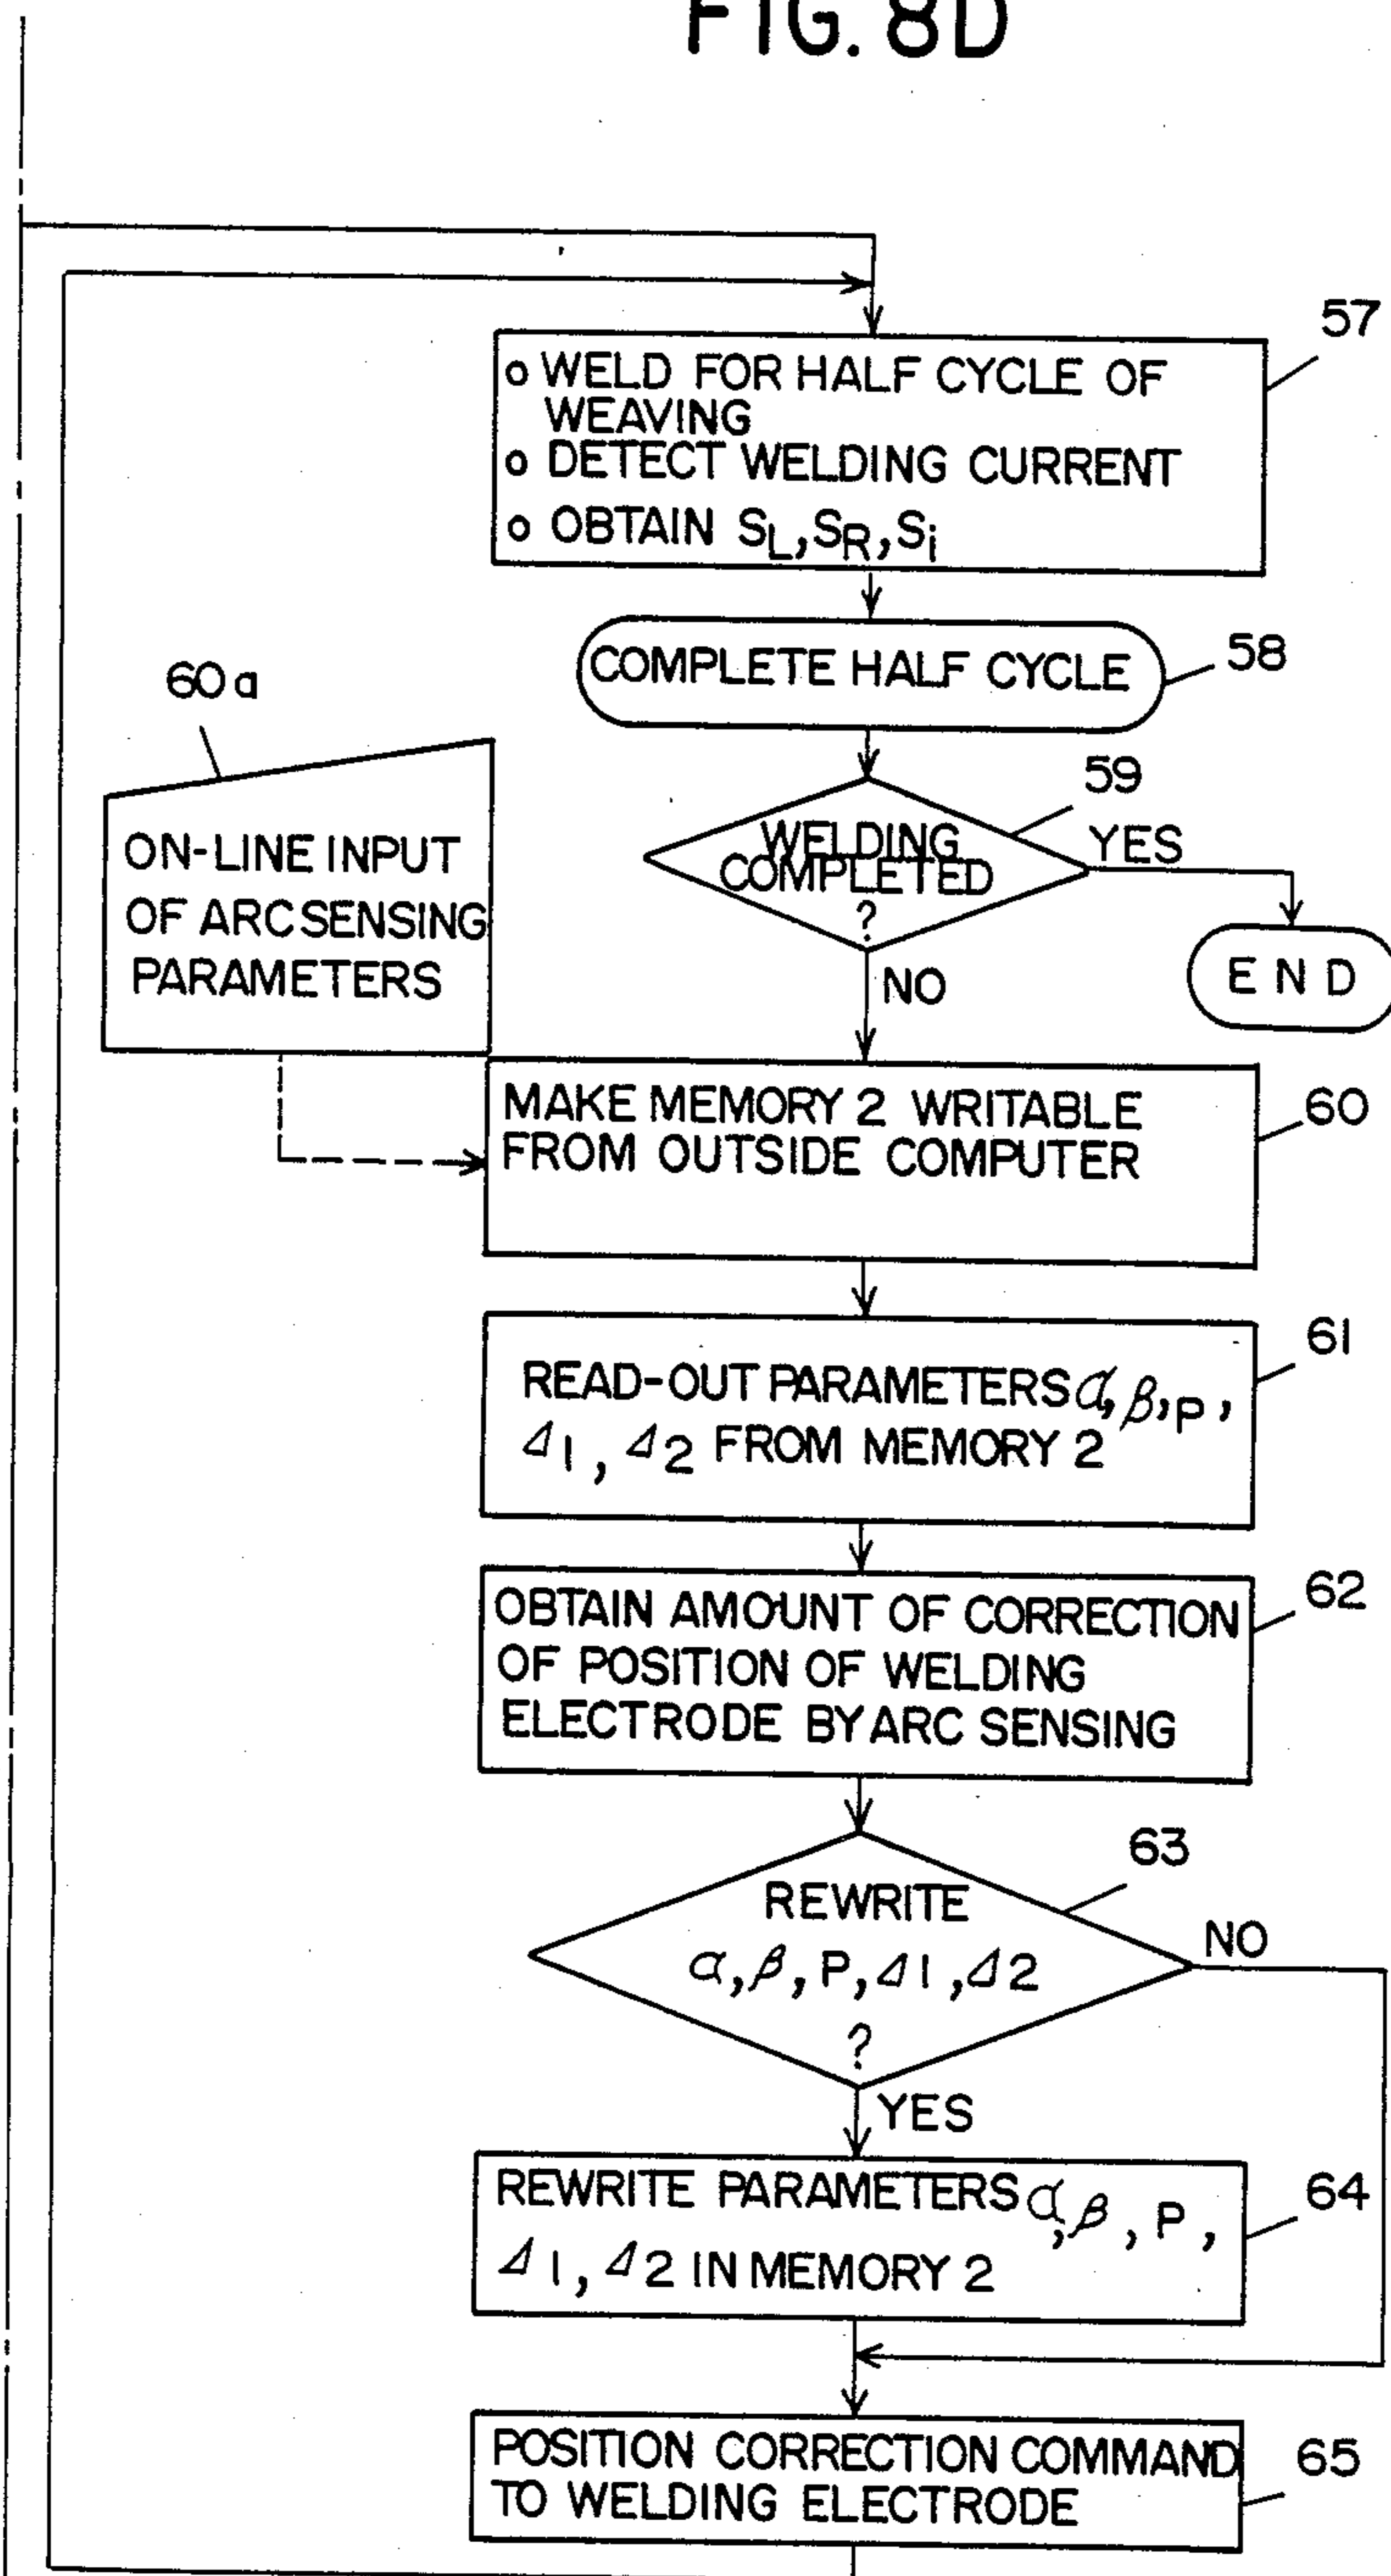 FIG. 8D
57
o WELD FOR HALF CYCLE OF
WEAVING
o DETECT WELDING CURRENT
o OBTAIN SL,SR,Si
COMPLETE HALF CYCLE
58
60a
59
WELDING
COMPLETED
?
YES
ON-LINE INPUT
OF ARC SENSING
PARAMETERS
END
NO
MAKE MEMORY 2 WRITABLE
FROM OUTSIDE COMPUTER
60
61
READ-OUT PARAMETERS α, β, P,
Δ1, Δ2 FROM MEMORY 2
OBTAIN AMOUNT OF CORRECTION
OF POSITION OF WELDING
ELECTRODE BY ARC SENSING
62
63
REWRITE
α, β, P, Δ1, Δ2
?
NO
YES
REWRITE PARAMETERS α, β, P,
Δ1, Δ2 IN MEMORY 2
64
POSITION CORRECTION COMMAND
TO WELDING ELECTRODE
65